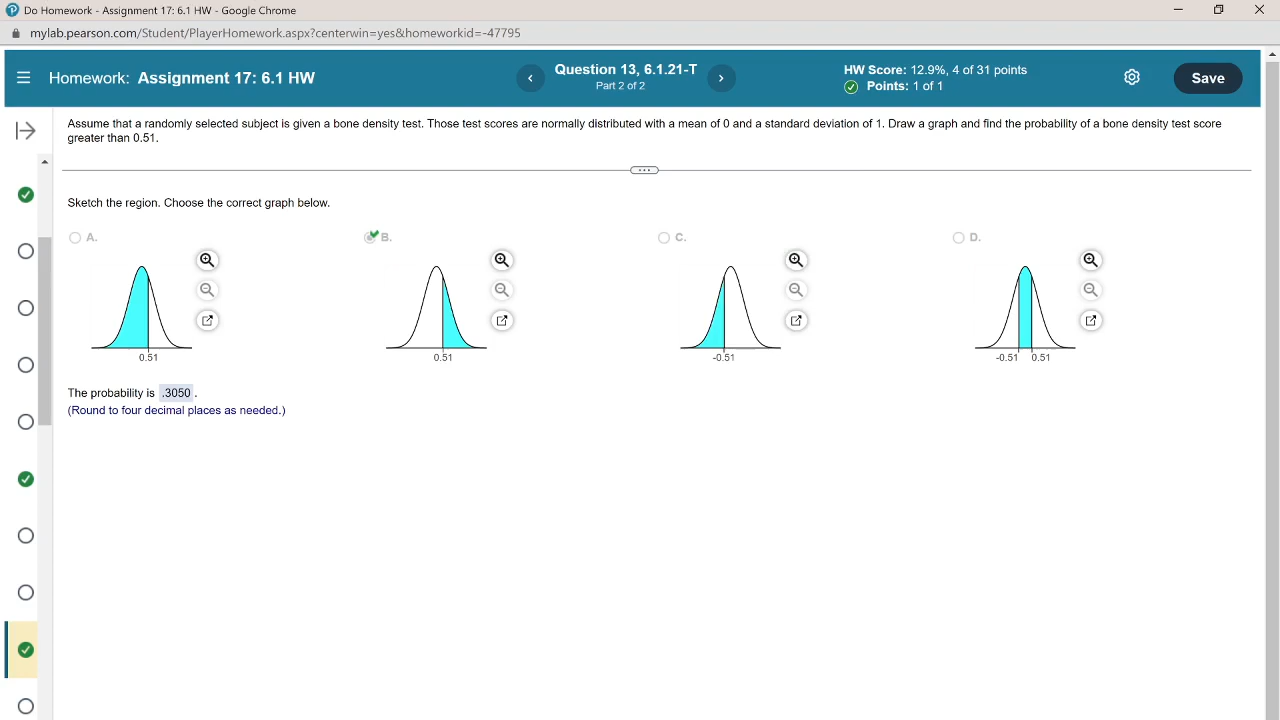 Do Homework - Assignment 17: 6.1 HW - Google Chrome
mylab.pearson.com/Student/PlayerHomework.aspx?centerwin=yes&homeworkid=-47795
Homework: Assignment 17: 6.1 HW
Question 13, 6.1.21-T
Part 2 of 2
HW Score: 12.9%, 4 of 31 points
Points: 1 of 1
Save
Assume that a randomly selected subject is given a bone density test. Those test scores are normally distributed with a mean of 0 and a standard deviation of 1. Draw a graph and find the probability of a bone density test score
greater than 0.51.
Sketch the region. Choose the correct graph below.
A. B. C. D.
0.51 0.51 -0.51 -0.51 0.51
The probability is .3050 .
(Round to four decimal places as needed.)